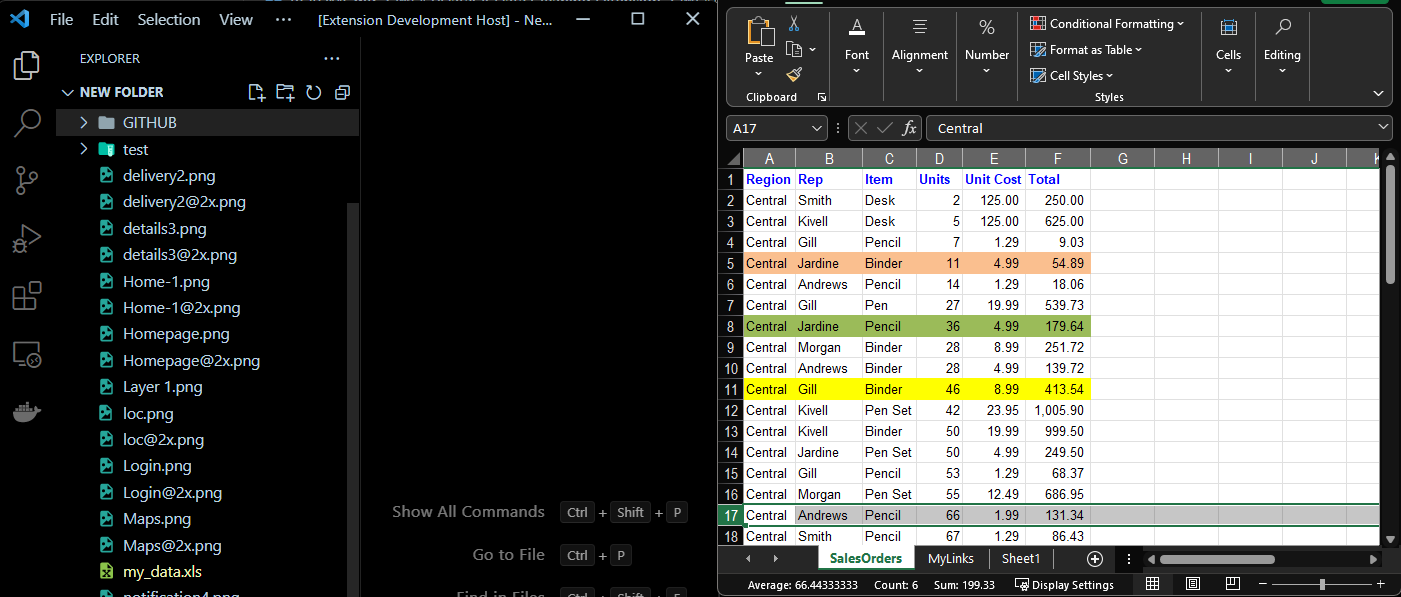 File Edit Selection View ··· [Extension Development Host] - Ne...
EXPLORER ···
NEW FOLDER
GITHUB
test
delivery2.png
delivery2@2x.png
details3.png
details3@2x.png
Home-1.png
Home-1@2x.png
Homepage.png
Homepage@2x.png
Layer 1.png
loc.png
loc@2x.png
Login.png
Login@2x.png
Maps.png
Maps@2x.png
my_data.xls
notification4.png
Show All Commands Ctrl + Shift + P
Go to File Ctrl + P
Find in Files Ctrl + Shift + F
Paste
Clipboard
Font
Alignment
%
Number
Conditional Formatting
Format as Table
Cell Styles
Styles
Cells
Editing
A17 fx Central
A B C D E F G H I J K
1 Region Rep Item Units Unit Cost Total
2 Central Smith Desk 2 125.00 250.00
3 Central Kivell Desk 5 125.00 625.00
4 Central Gill Pencil 7 1.29 9.03
5 Central Jardine Binder 11 4.99 54.89
6 Central Andrews Pencil 14 1.29 18.06
7 Central Gill Pen 27 19.99 539.73
8 Central Jardine Pencil 36 4.99 179.64
9 Central Morgan Binder 28 8.99 251.72
10 Central Andrews Binder 28 4.99 139.72
11 Central Gill Binder 46 8.99 413.54
12 Central Kivell Pen Set 42 23.95 1,005.90
13 Central Kivell Binder 50 19.99 999.50
14 Central Jardine Pen Set 50 4.99 249.50
15 Central Gill Pencil 53 1.29 68.37
16 Central Morgan Pen Set 55 12.49 686.95
17 Central Andrews Pencil 66 1.99 131.34
18 Central Smith Pencil 67 1.29 86.43
SalesOrders MyLinks Sheet1
Average: 66.44333333 Count: 6 Sum: 199.33 Display Settings